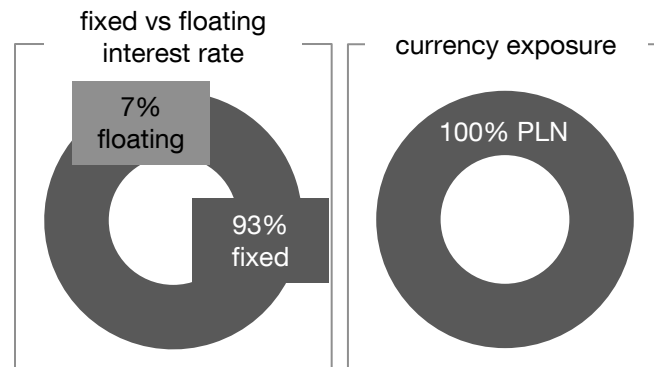 fixed vs floating
interest rate
7%
floating
93%
fixed
currency exposure
100% PLN